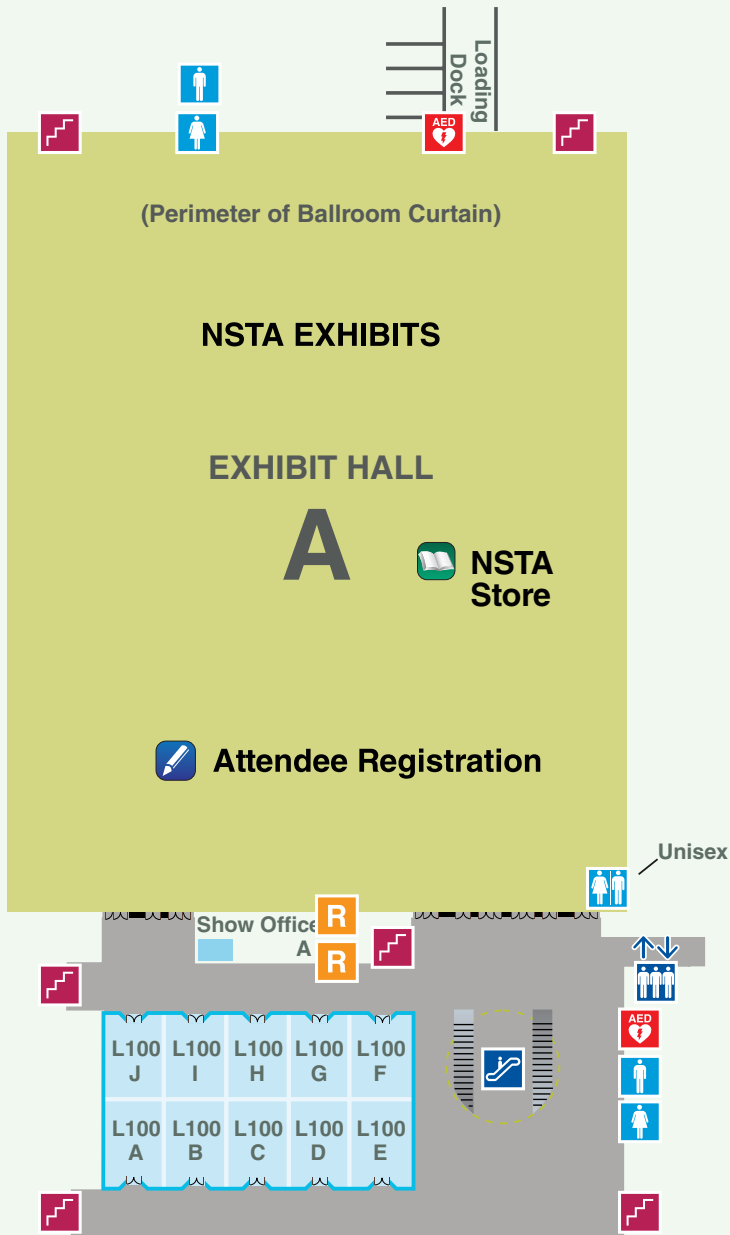 Loading
Dock
AED
(Perimeter of Ballroom Curtain)
NSTA EXHIBITS
EXHIBIT HALL
A
NSTA
Store
Attendee Registration
Unisex
Show Office
A
R
R
AED
L100
J
L100
I
L100
H
L100
G
L100
F
L100
A
L100
B
L100
C
L100
D
L100
E